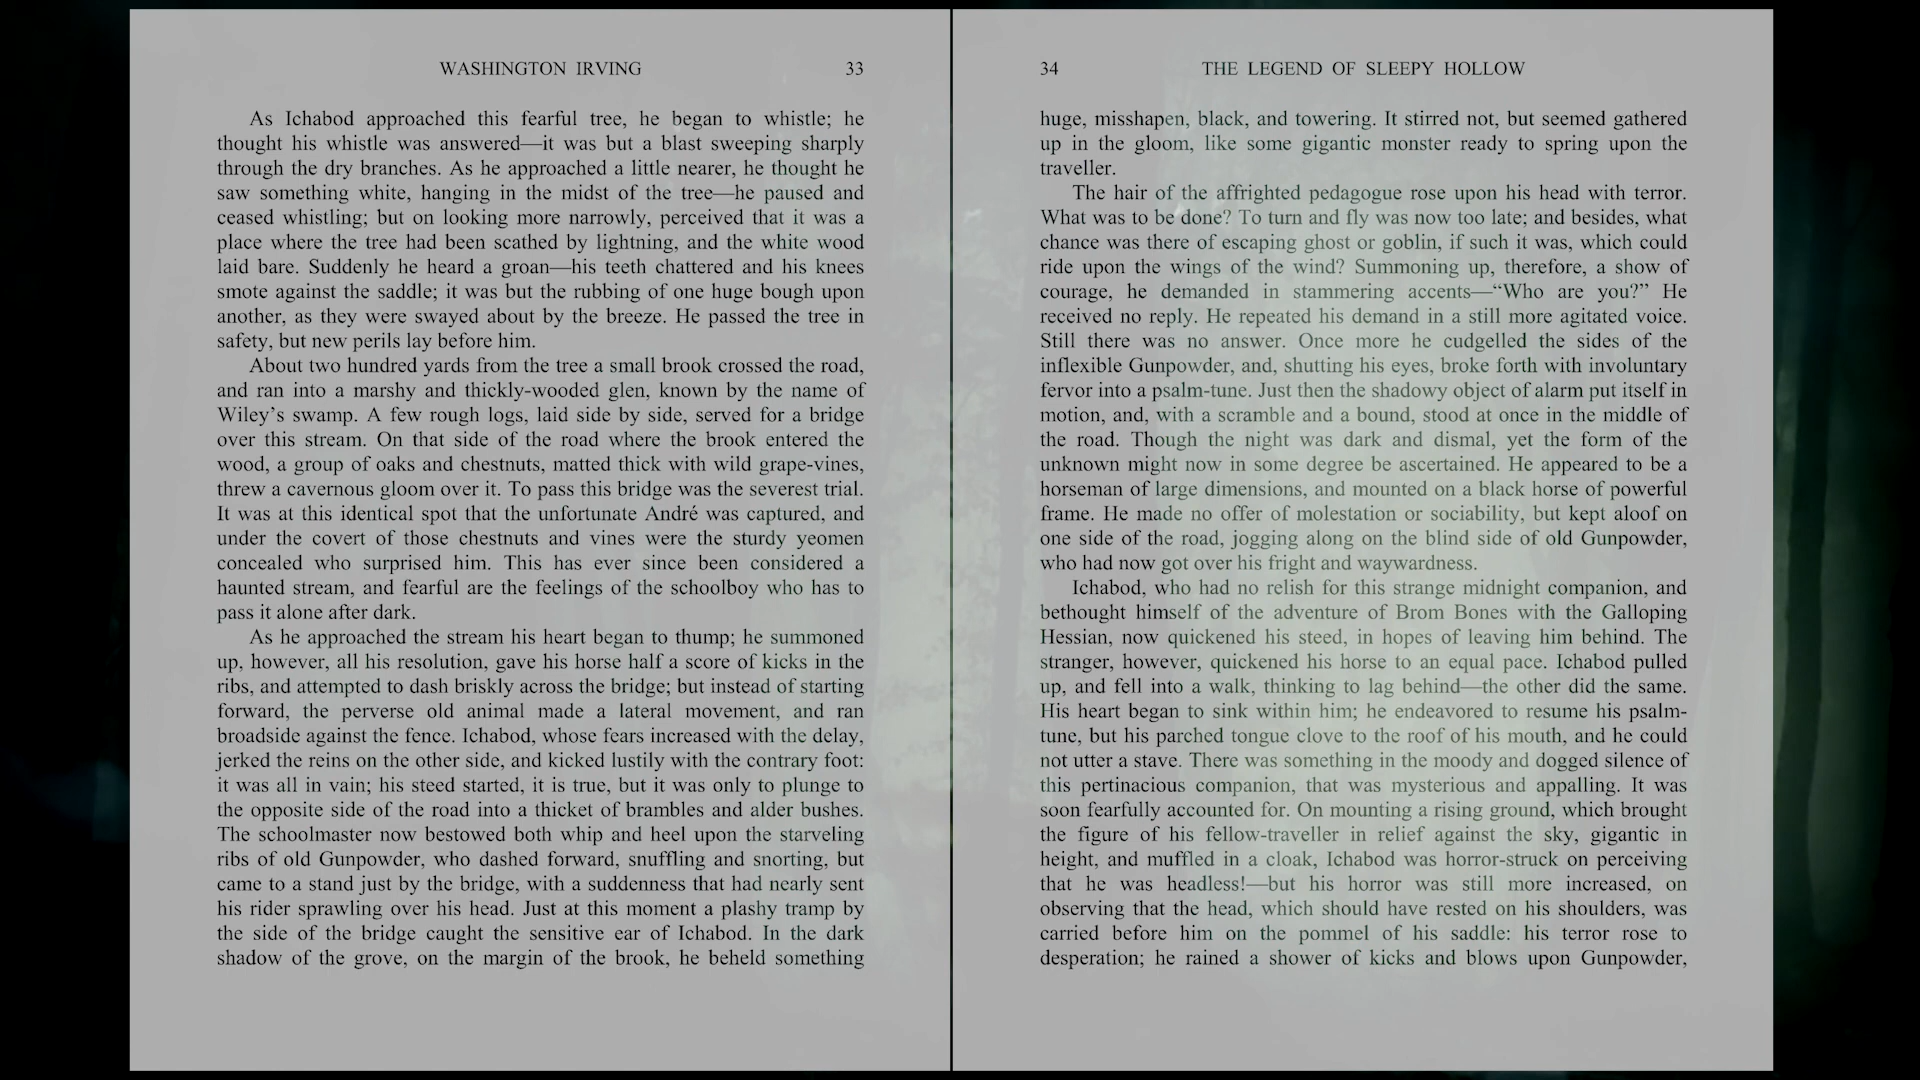 WASHINGTON IRVING 33
As Ichabod approached this fearful tree, he began to whistle; he
thought his whistle was answered—it was but a blast sweeping sharply
through the dry branches. As he approached a little nearer, he thought he
saw something white, hanging in the midst of the tree—he paused and
ceased whistling; but on looking more narrowly, perceived that it was a
place where the tree had been scathed by lightning, and the white wood
laid bare. Suddenly he heard a groan—his teeth chattered and his knees
smote against the saddle; it was but the rubbing of one huge bough upon
another, as they were swayed about by the breeze. He passed the tree in
safety, but new perils lay before him.
About two hundred yards from the tree a small brook crossed the road,
and ran into a marshy and thickly-wooded glen, known by the name of
Wiley’s swamp. A few rough logs, laid side by side, served for a bridge
over this stream. On that side of the road where the brook entered the
wood, a group of oaks and chestnuts, matted thick with wild grape-vines,
threw a cavernous gloom over it. To pass this bridge was the severest trial.
It was at this identical spot that the unfortunate André was captured, and
under the covert of those chestnuts and vines were the sturdy yeomen
concealed who surprised him. This has ever since been considered a
haunted stream, and fearful are the feelings of the schoolboy who has to
pass it alone after dark.
As he approached the stream his heart began to thump; he summoned
up, however, all his resolution, gave his horse half a score of kicks in the
ribs, and attempted to dash briskly across the bridge; but instead of starting
forward, the perverse old animal made a lateral movement, and ran
broadside against the fence. Ichabod, whose fears increased with the delay,
jerked the reins on the other side, and kicked lustily with the contrary foot:
it was all in vain; his steed started, it is true, but it was only to plunge to
the opposite side of the road into a thicket of brambles and alder bushes.
The schoolmaster now bestowed both whip and heel upon the starveling
ribs of old Gunpowder, who dashed forward, snuffling and snorting, but
came to a stand just by the bridge, with a suddenness that had nearly sent
his rider sprawling over his head. Just at this moment a plashy tramp by
the side of the bridge caught the sensitive ear of Ichabod. In the dark
shadow of the grove, on the margin of the brook, he beheld something
34 THE LEGEND OF SLEEPY HOLLOW
huge, misshapen, black, and towering. It stirred not, but seemed gathered
up in the gloom, like some gigantic monster ready to spring upon the
traveller.
The hair of the affrighted pedagogue rose upon his head with terror.
What was to be done? To turn and fly was now too late; and besides, what
chance was there of escaping ghost or goblin, if such it was, which could
ride upon the wings of the wind? Summoning up, therefore, a show of
courage, he demanded in stammering accents—“Who are you?” He
received no reply. He repeated his demand in a still more agitated voice.
Still there was no answer. Once more he cudgelled the sides of the
inflexible Gunpowder, and, shutting his eyes, broke forth with involuntary
fervor into a psalm-tune. Just then the shadowy object of alarm put itself in
motion, and, with a scramble and a bound, stood at once in the middle of
the road. Though the night was dark and dismal, yet the form of the
unknown might now in some degree be ascertained. He appeared to be a
horseman of large dimensions, and mounted on a black horse of powerful
frame. He made no offer of molestation or sociability, but kept aloof on
one side of the road, jogging along on the blind side of old Gunpowder,
who had now got over his fright and waywardness.
Ichabod, who had no relish for this strange midnight companion, and
bethought himself of the adventure of Brom Bones with the Galloping
Hessian, now quickened his steed, in hopes of leaving him behind. The
stranger, however, quickened his horse to an equal pace. Ichabod pulled
up, and fell into a walk, thinking to lag behind—the other did the same.
His heart began to sink within him; he endeavored to resume his psalm-
tune, but his parched tongue clove to the roof of his mouth, and he could
not utter a stave. There was something in the moody and dogged silence of
this pertinacious companion, that was mysterious and appalling. It was
soon fearfully accounted for. On mounting a rising ground, which brought
the figure of his fellow-traveller in relief against the sky, gigantic in
height, and muffled in a cloak, Ichabod was horror-struck on perceiving
that he was headless!—but his horror was still more increased, on
observing that the head, which should have rested on his shoulders, was
carried before him on the pommel of his saddle: his terror rose to
desperation; he rained a shower of kicks and blows upon Gunpowder,